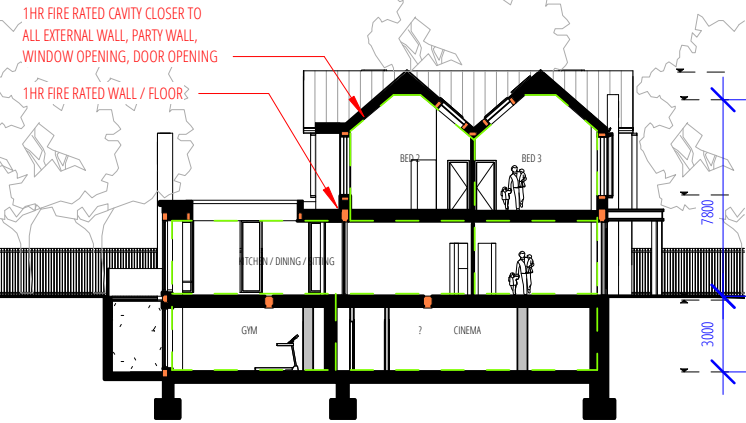 1HR FIRE RATED CAVITY CLOSER TO
ALL EXTERNAL WALL, PARTY WALL,
WINDOW OPENING, DOOR OPENING
1HR FIRE RATED WALL / FLOOR
BED 2
BED 3
7800
KITCHEN / DINING / SITTING
GYM
?
CINEMA
3000